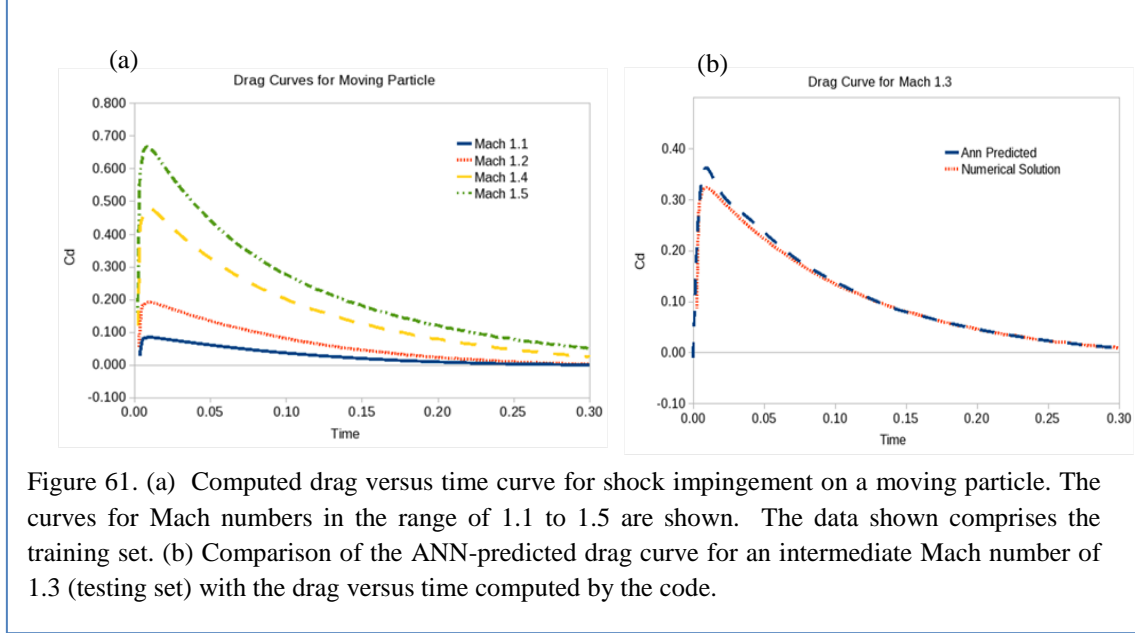 (a)
Drag Curves for Moving Particle
0.800
0.700
0.600
0.500
0.400
0.300
0.200
0.100
0.000
-0.100
Cd
Mach 1.1
Mach 1.2
Mach 1.4
Mach 1.5
0.00 0.05 0.10 0.15 0.20 0.25 0.30
Time
(b)
Drag Curve for Mach 1.3
0.40
0.30
0.20
0.10
0.00
-0.10
Cd
Ann Predicted
Numerical Solution
0.00 0.05 0.10 0.15 0.20 0.25 0.30
Time
Figure 61. (a) Computed drag versus time curve for shock impingement on a moving particle. The
curves for Mach numbers in the range of 1.1 to 1.5 are shown. The data shown comprises the
training set. (b) Comparison of the ANN-predicted drag curve for an intermediate Mach number of
1.3 (testing set) with the drag versus time computed by the code.